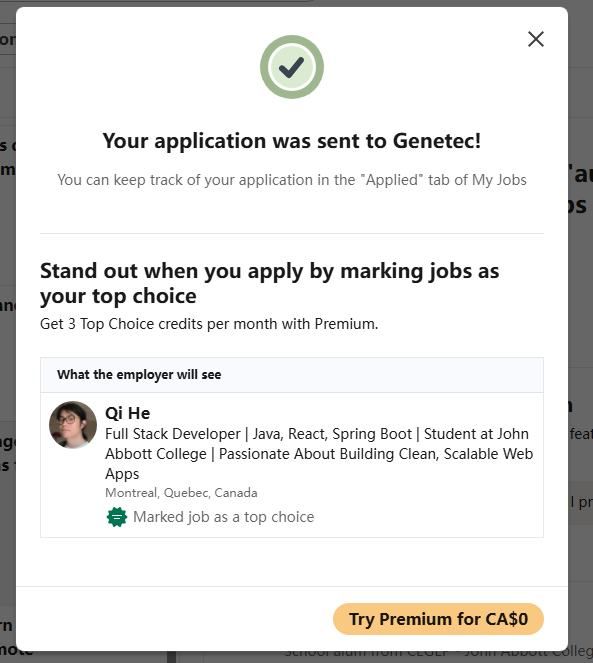 Your application was sent to Genetec!
You can keep track of your application in the "Applied" tab of My Jobs
Stand out when you apply by marking jobs as
your top choice
Get 3 Top Choice credits per month with Premium.
What the employer will see
Qi He
Full Stack Developer | Java, React, Spring Boot | Student at John
Abbott College | Passionate About Building Clean, Scalable Web
Apps
Montreal, Quebec, Canada
Marked job as a top choice
Try Premium for CA$0